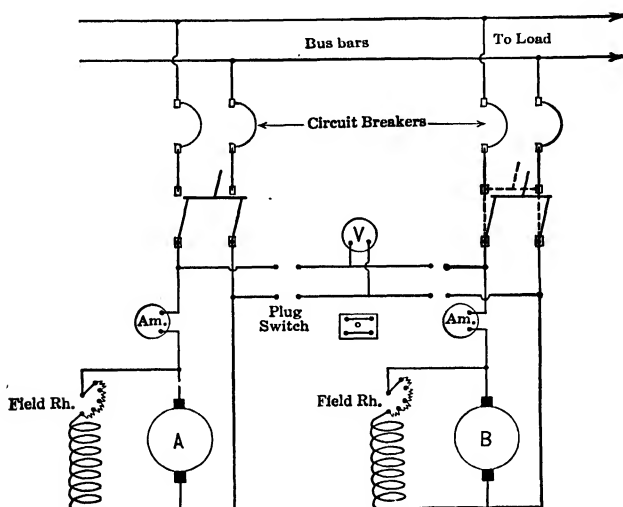 Bus bars
To Load
Circuit Breakers
V
Plug
Switch
Am.
Am.
Field Rh.
Field Rh.
A
B